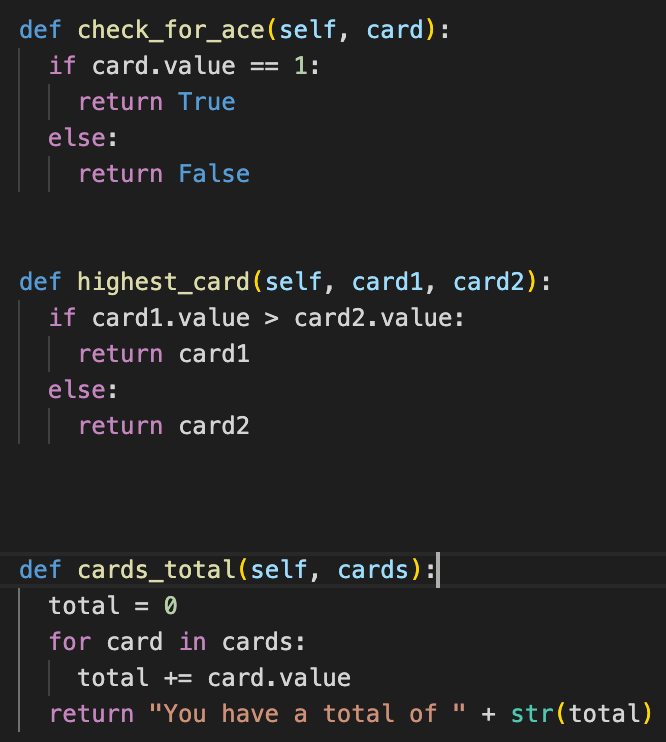 def check_for_ace(self, card):
  if card.value == 1:
    return True
  else:
    return False
def highest_card(self, card1, card2):
  if card1.value > card2.value:
    return card1
  else:
    return card2
def cards_total(self, cards):
  total = 0
  for card in cards:
    total += card.value
  return "You have a total of " + str(total)